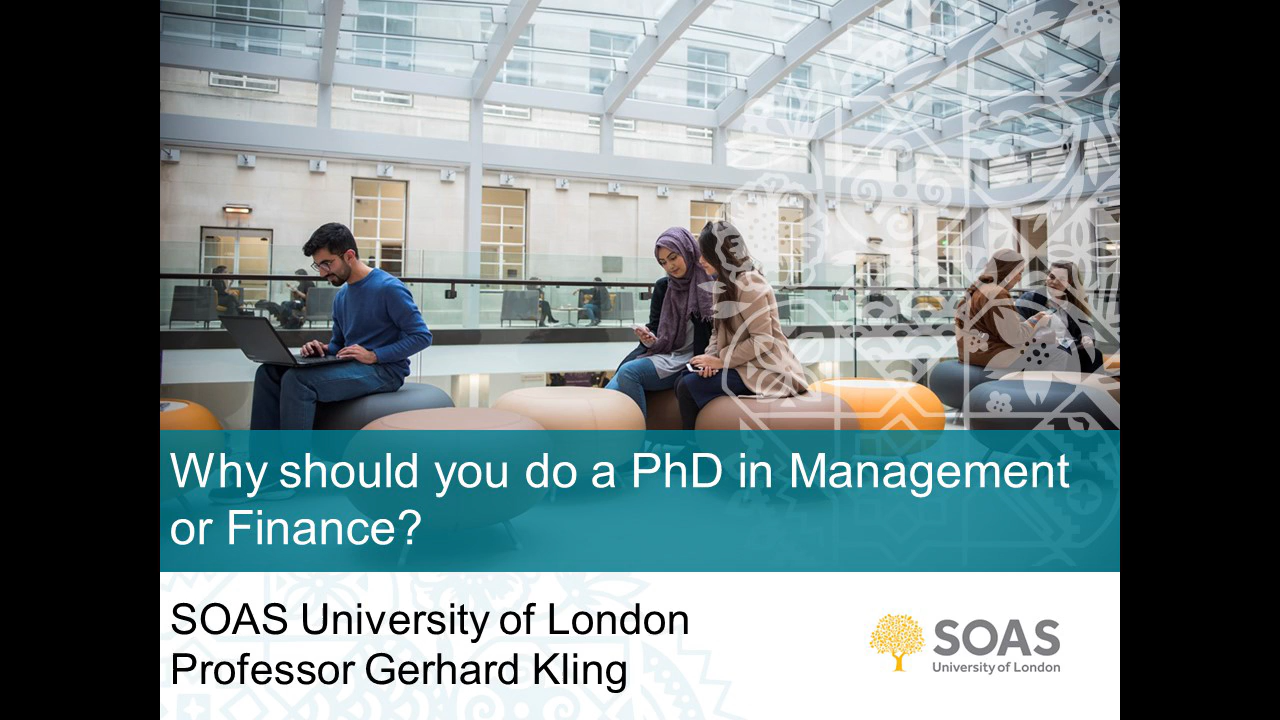 Why should you do a PhD in Management
or Finance?
SOAS University of London
Professor Gerhard Kling
SOAS
University of London